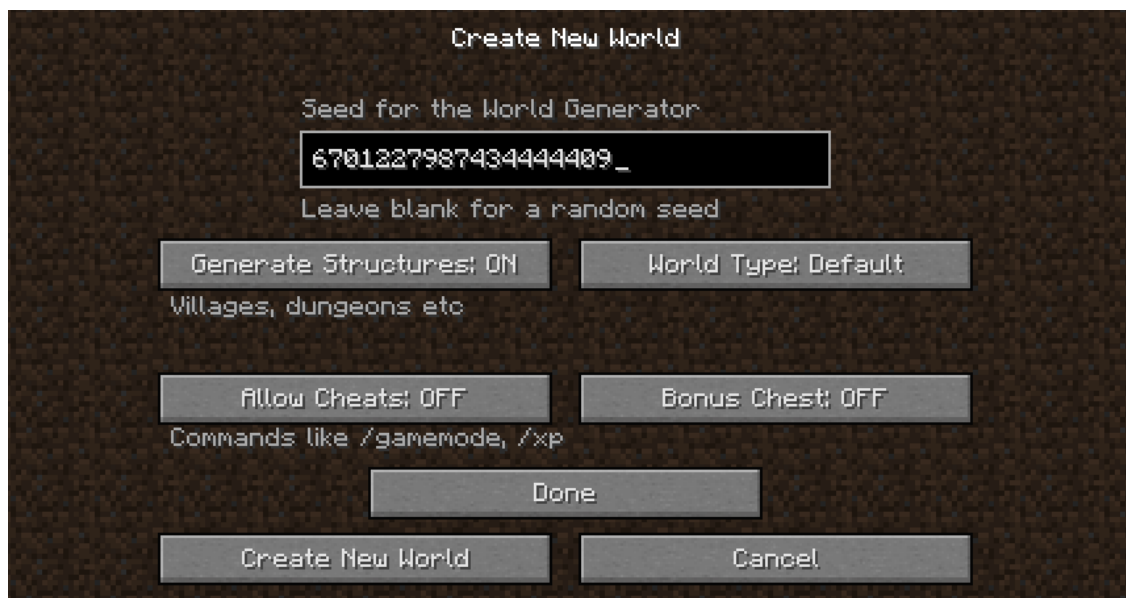 Create New World
Seed for the World Generator
6701227987434444409_
Leave blank for a random seed
Generate Structures: ON
World Type: Default
Villages, dungeons etc
Allow Cheats: OFF
Bonus Chest: OFF
Commands like /gamemode, /xp
Done
Create New World
Cancel